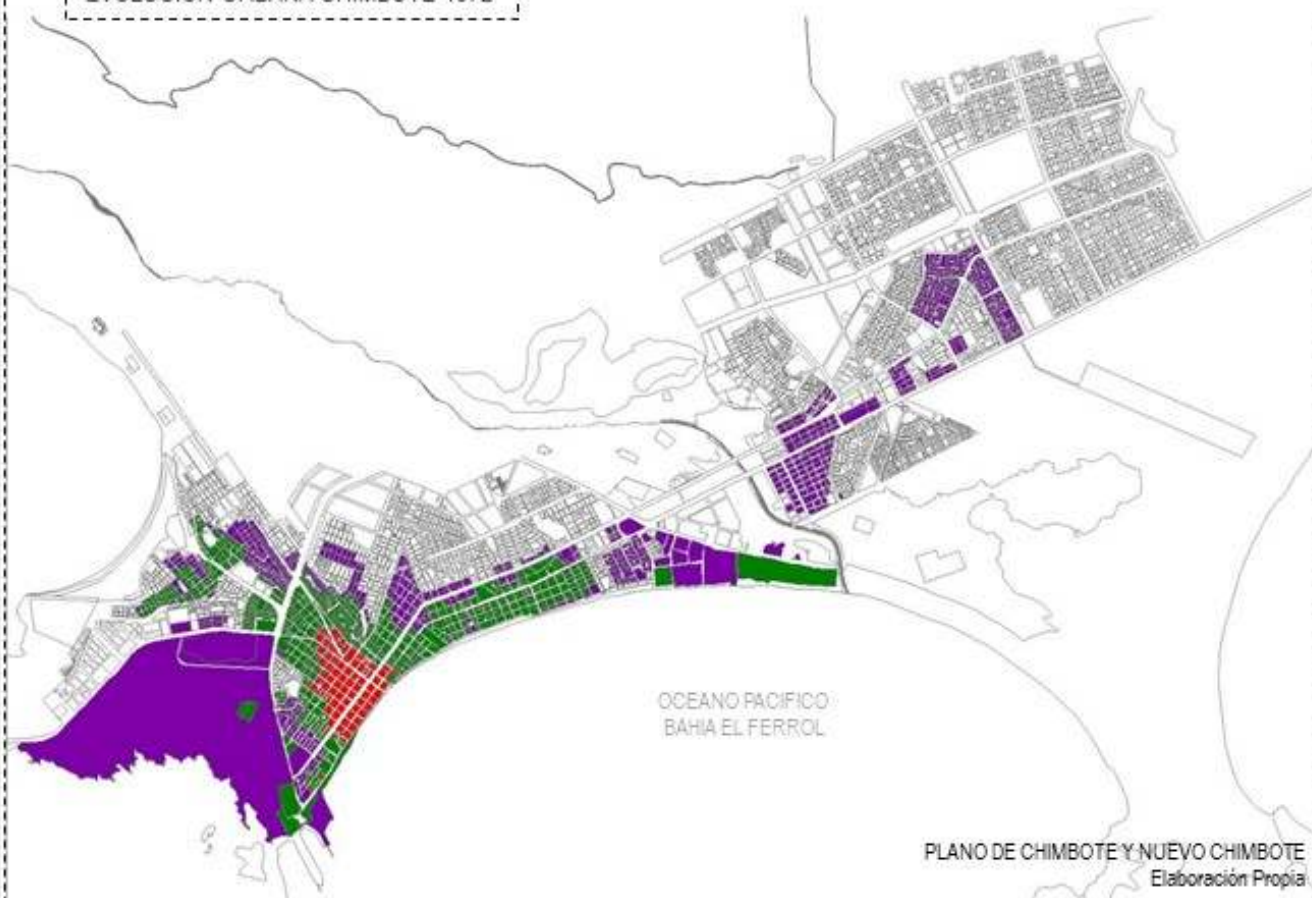 OCEANO PACIFICO
BAHIA EL FERROL
PLANO DE CHIMBOTE Y NUEVO CHIMBOTE
Elaboración Propia